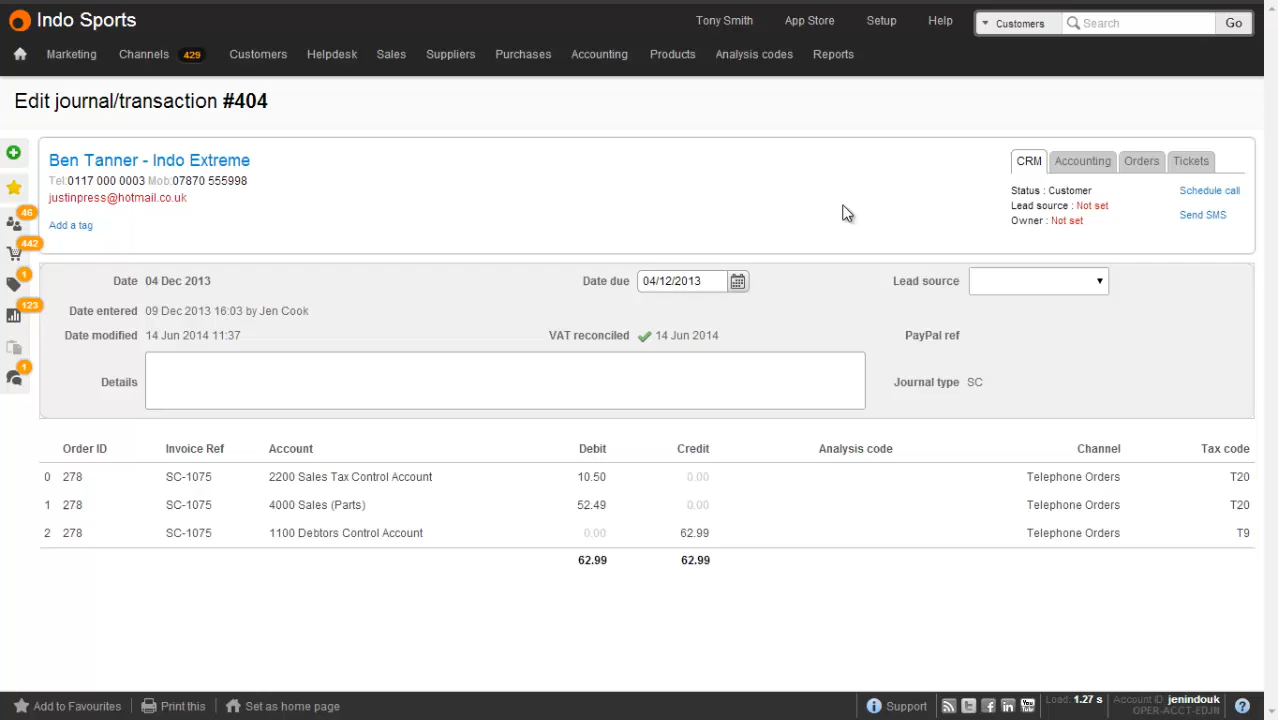 Indo Sports
Tony Smith App Store Setup Help Customers Search Go
Marketing Channels 429 Customers Helpdesk Sales Suppliers Purchases Accounting Products Analysis codes Reports
Edit journal/transaction #404
Ben Tanner - Indo Extreme
Tel:0117 000 0003 Mob:07870 555998
justinpress@hotmail.co.uk
Add a tag
CRM Accounting Orders Tickets
Status : Customer Schedule call
Lead source : Not set
Send SMS
Owner : Not set
46
442
1
123
1
Date 04 Dec 2013 Date due 04/12/2013 Lead source
Date entered 09 Dec 2013 16:03 by Jen Cook
Date modified 14 Jun 2014 11:37 VAT reconciled 14 Jun 2014 PayPal ref
Details Journal type SC
Order ID Invoice Ref Account Debit Credit Analysis code Channel Tax code
0 278 SC-1075 2200 Sales Tax Control Account 10.50 0.00 Telephone Orders T20
1 278 SC-1075 4000 Sales (Parts) 52.49 0.00 Telephone Orders T20
2 278 SC-1075 1100 Debtors Control Account 0.00 62.99 Telephone Orders T9
62.99 62.99
Add to Favourites Print this Set as home page Support Load: 1.27 s Account ID jenindouk
OPER-ACCT-EDJN